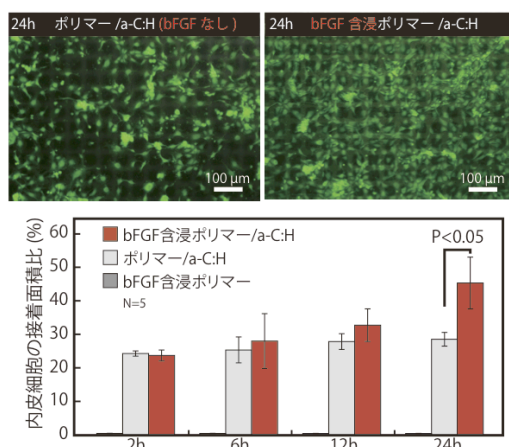 24h ポリマー/a-C:H (bFGF なし)
24h bFGF 含浸ポリマー/a-C:H
100 μm
100 μm
内皮細胞の接着面積比 (%)
60
50
40
30
20
10
0
bFGF含浸ポリマー/a-C:H
ポリマー/a-C:H
bFGF含浸ポリマー
N=5
P<0.05
2h
6h
12h
24h